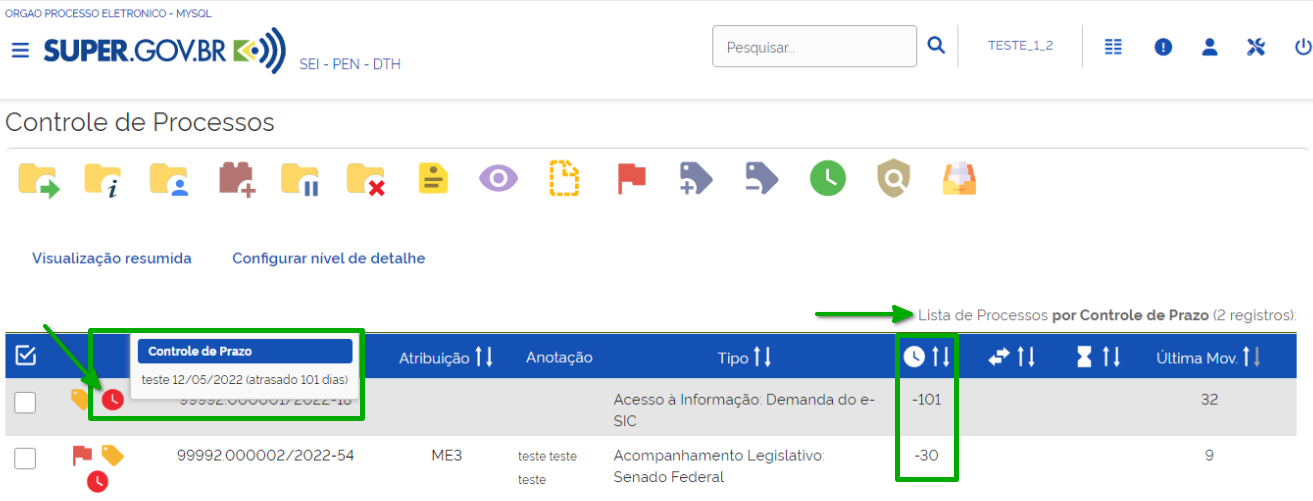 ORGAO PROCESSO ELETRONICO - MYSQL
SUPER.GOV.BR
SEI - PEN - DTH
Pesquisar...
TESTE_1_2
Controle de Processos
Visualização resumida
Configurar nível de detalhe
Lista de Processos por Controle de Prazo (2 registros):
Controle de Prazo
teste 12/05/2022 (atrasado 101 dias)
Atribuição
Anotação
Tipo
Última Mov.
99992.000001/2022-18
Acesso à Informação: Demanda do e-
SIC
-101
32
99992.000002/2022-54
ME3
teste teste
teste
Acompanhamento Legislativo:
Senado Federal
-30
9